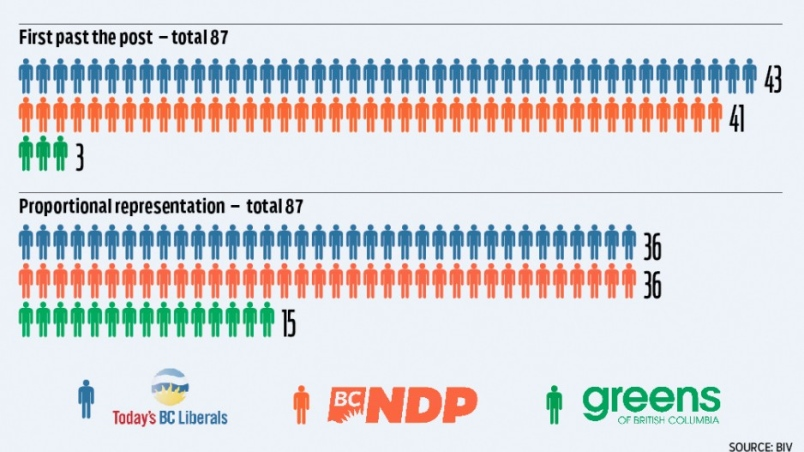 First past the post – total 87
43
41
3
Proportional representation – total 87
36
36
15
Today's BC Liberals
BC NDP
greens
OF BRITISH COLUMBIA
SOURCE: BIV